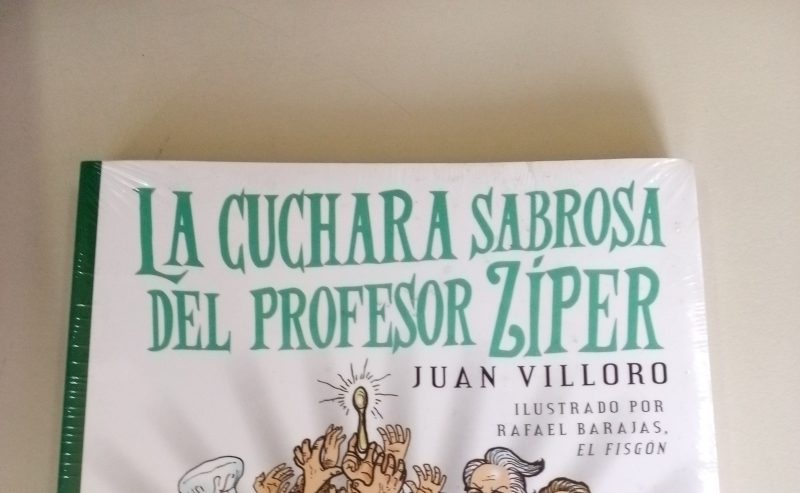 LA CUCHARA SABROSA
DEL PROFESOR ZÍPER
JUAN VILLORO
ILUSTRADO POR
RAFAEL BARAJAS,
EL FISGÓN